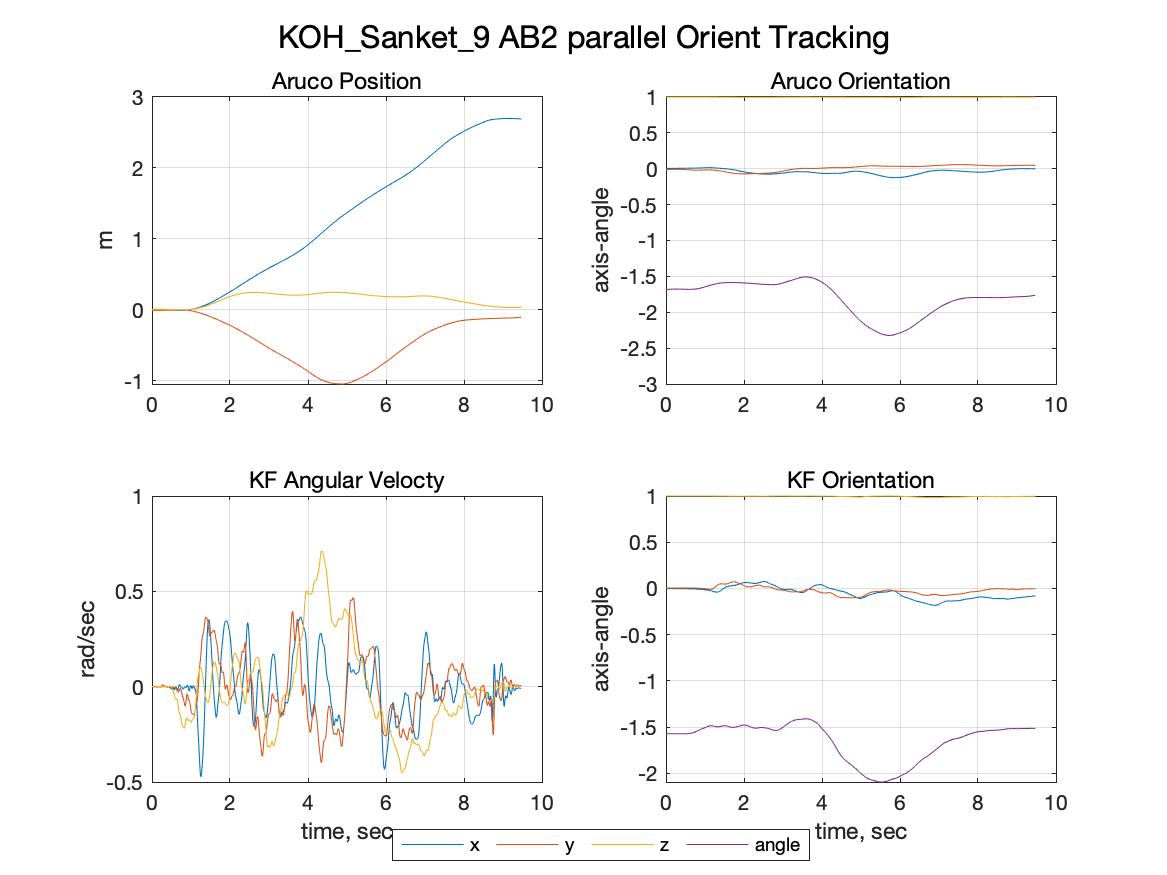 KOH_Sanket_9 AB2 parallel Orient Tracking
Aruco Position
m
3
2
1
0
-1
0 2 4 6 8 10
Aruco Orientation
axis-angle
1
0.5
0
-0.5
-1
-1.5
-2
-2.5
-3
0 2 4 6 8 10
KF Angular Velocty
rad/sec
1
0.5
0
-0.5
0 2 4 6 8 10
time, sec
KF Orientation
axis-angle
1
0.5
0
-0.5
-1
-1.5
-2
0 2 4 6 8 10
time, sec
x y z angle